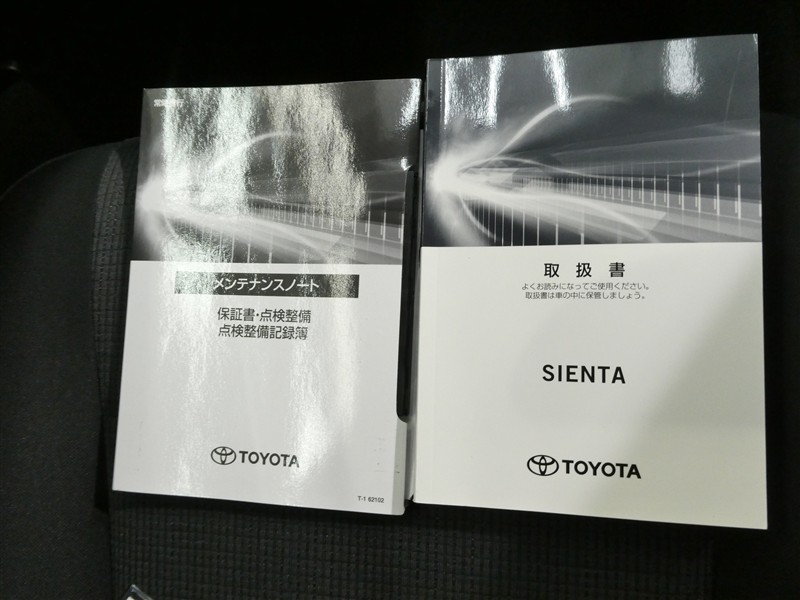 メンテナンスノート
保証書・点検整備
点検整備記録簿
TOYOTA
T-1 62102
取扱書
よくお読みになってご使用ください。
取扱書は車の中に保管しましょう。
SIENTA
TOYOTA